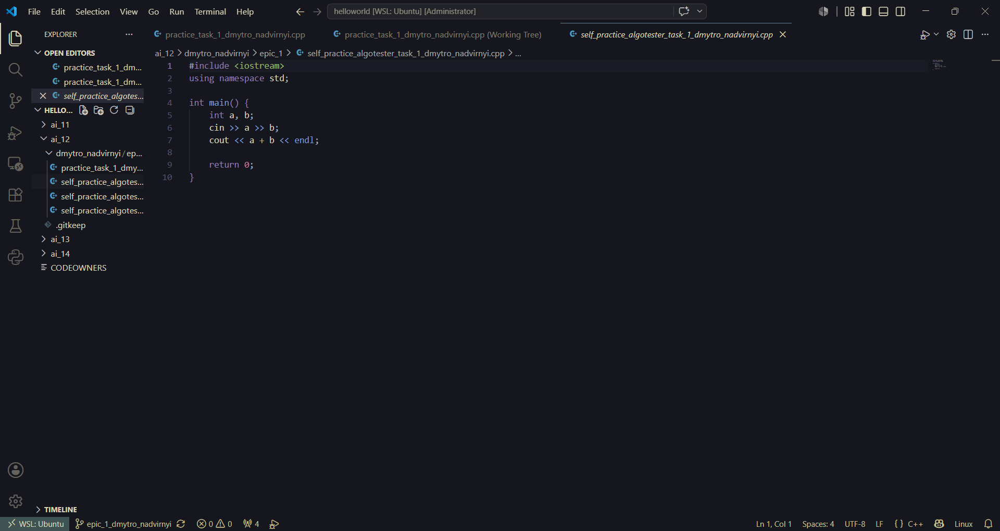 File Edit Selection View Go Run Terminal Help
helloworld [WSL: Ubuntu] [Administrator]
EXPLORER
OPEN EDITORS
practice_task_1_dm...
practice_task_1_dm...
self_practice_algotes...
HELLO...
ai_11
ai_12
dmytro_nadvirnyi/ep...
practice_task_1_dmy...
self_practice_algotes...
self_practice_algotes...
self_practice_algotes...
.gitkeep
ai_13
ai_14
CODEOWNERS
TIMELINE
practice_task_1_dmytro_nadvirnyi.cpp
practice_task_1_dmytro_nadvirnyi.cpp (Working Tree)
self_practice_algotester_task_1_dmytro_nadvirnyi.cpp
ai_12 > dmytro_nadvirnyi > epic_1 > self_practice_algotester_task_1_dmytro_nadvirnyi.cpp > ...
1 #include <iostream>
2 using namespace std;
3
4 int main() {
5 int a, b;
6 cin >> a >> b;
7 cout << a + b << endl;
8
9 return 0;
10 }
WSL: Ubuntu epic_1_dmytro_nadvirnyi 0 0 4 Ln 1, Col 1 Spaces: 4 UTF-8 LF {} C++ Linux